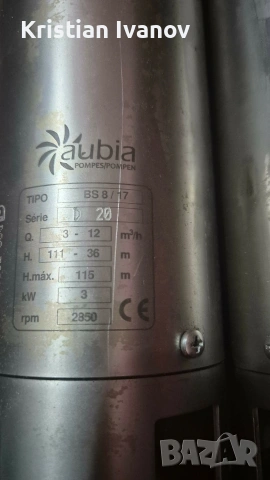 Kristian Ivanov
aubia
POMPES/POMPEN
TIPO BS 8/17
Série D 20
Q. 3 - 12 m³/h
H. 111 - 36 m
H.máx. 115 m
kW 3
rpm 2850
CE
BAZAR